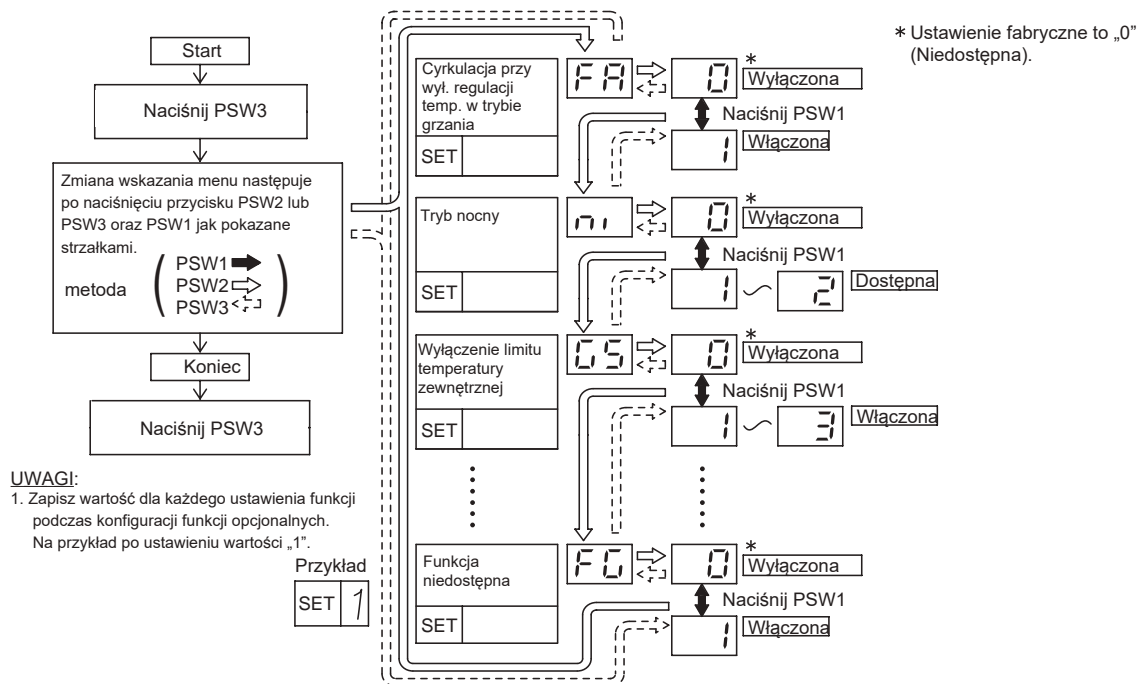 Start
Naciśnij PSW3
Zmiana wskazania menu następuje
po naciśnięciu przycisku PSW2 lub
PSW3 oraz PSW1 jak pokazane
strzałkami.
metoda
PSW1
PSW2
PSW3
Koniec
Naciśnij PSW3
UWAGI:
1. Zapisz wartość dla każdego ustawienia funkcji
podczas konfiguracji funkcji opcjonalnych.
Na przykład po ustawieniu wartości „1”.
Przykład
SET 1
Cyrkulacja przy
wył. regulacji
temp. w trybie
grzania
SET
FA
0
*
Wyłączona
Naciśnij PSW1
1
Włączona
Tryb nocny
SET
ni
0
*
Wyłączona
Naciśnij PSW1
1 ~ 2
Dostępna
Wyłączenie limitu
temperatury
zewnętrznej
SET
GS
0
*
Wyłączona
Naciśnij PSW1
1 ~ 3
Włączona
Funkcja
niedostępna
SET
FG
0
*
Wyłączona
Naciśnij PSW1
1
Włączona
* Ustawienie fabryczne to „0”
(Niedostępna).